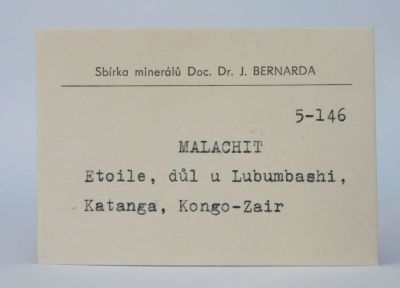 Sbírka minerálů Doc. Dr. J. BERNARDA
5-146
MALACHIT
Etoile, důl u Lubumbashi,
Katanga, Kongo-Zair